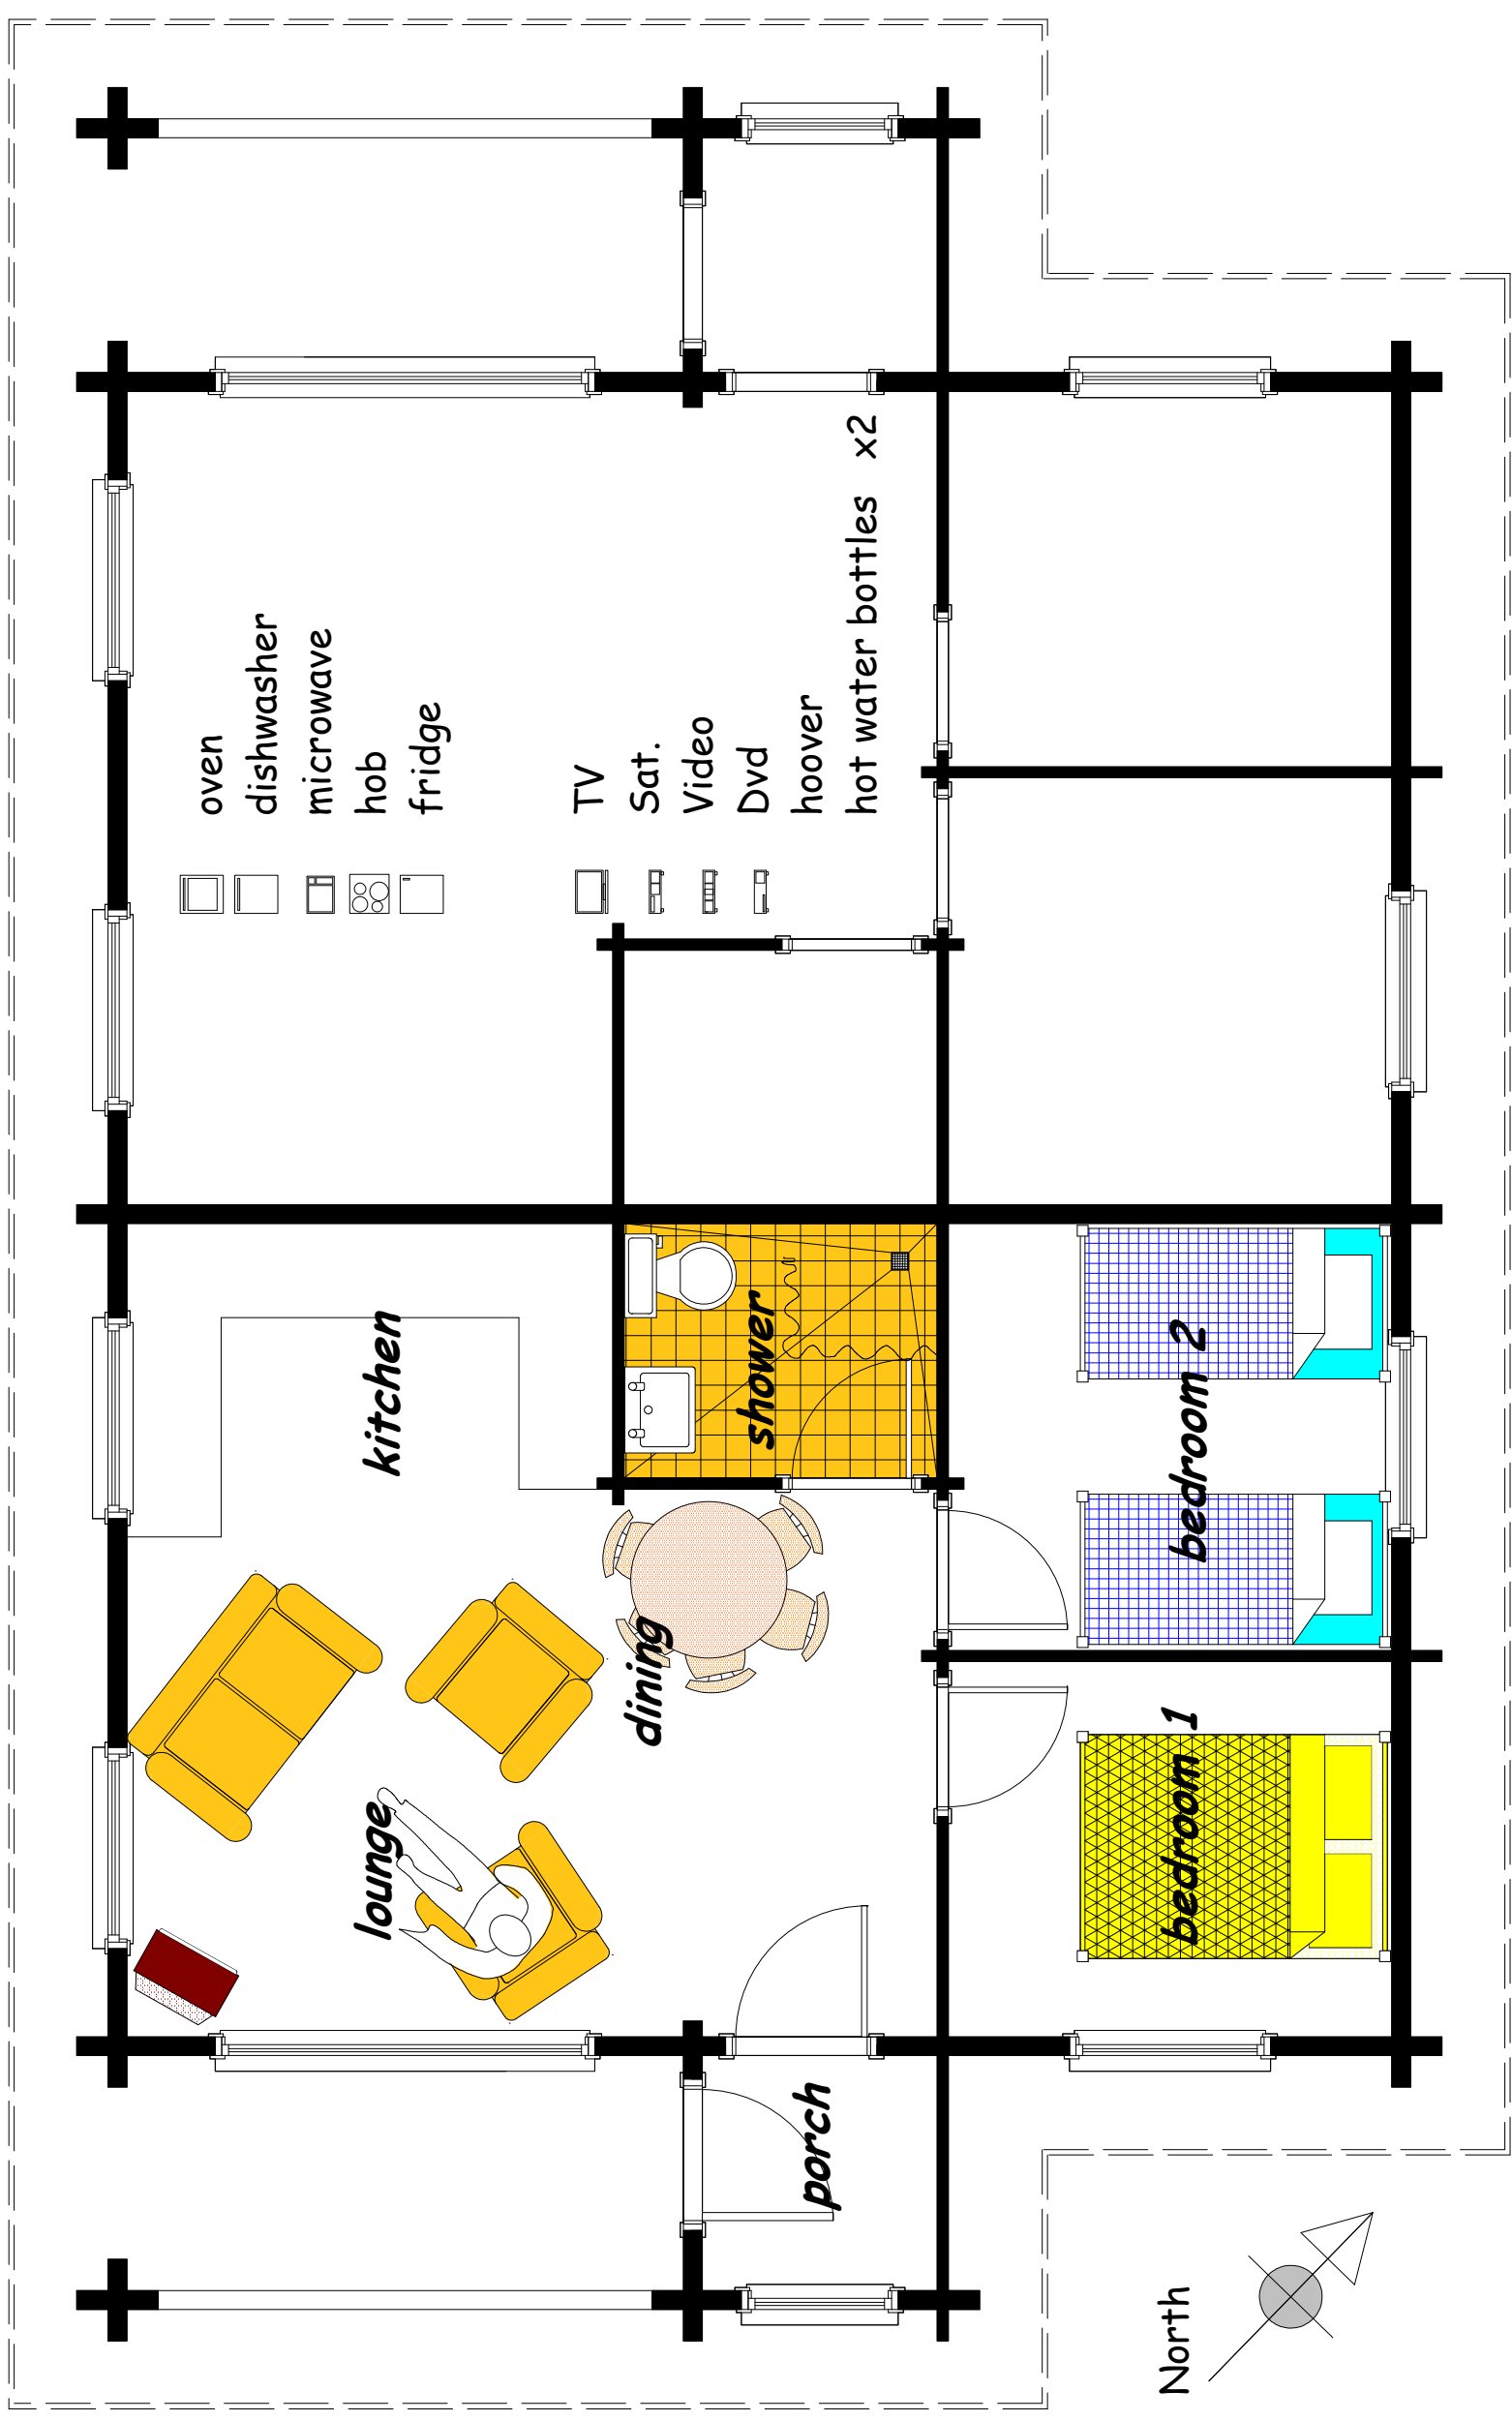 oven
dishwasher
microwave
hob
fridge
TV
Sat.
Video
Dvd
hoover
hot water bottles x2
kitchen
shower
bedroom 2
dining
lounge
bedroom 1
porch
North